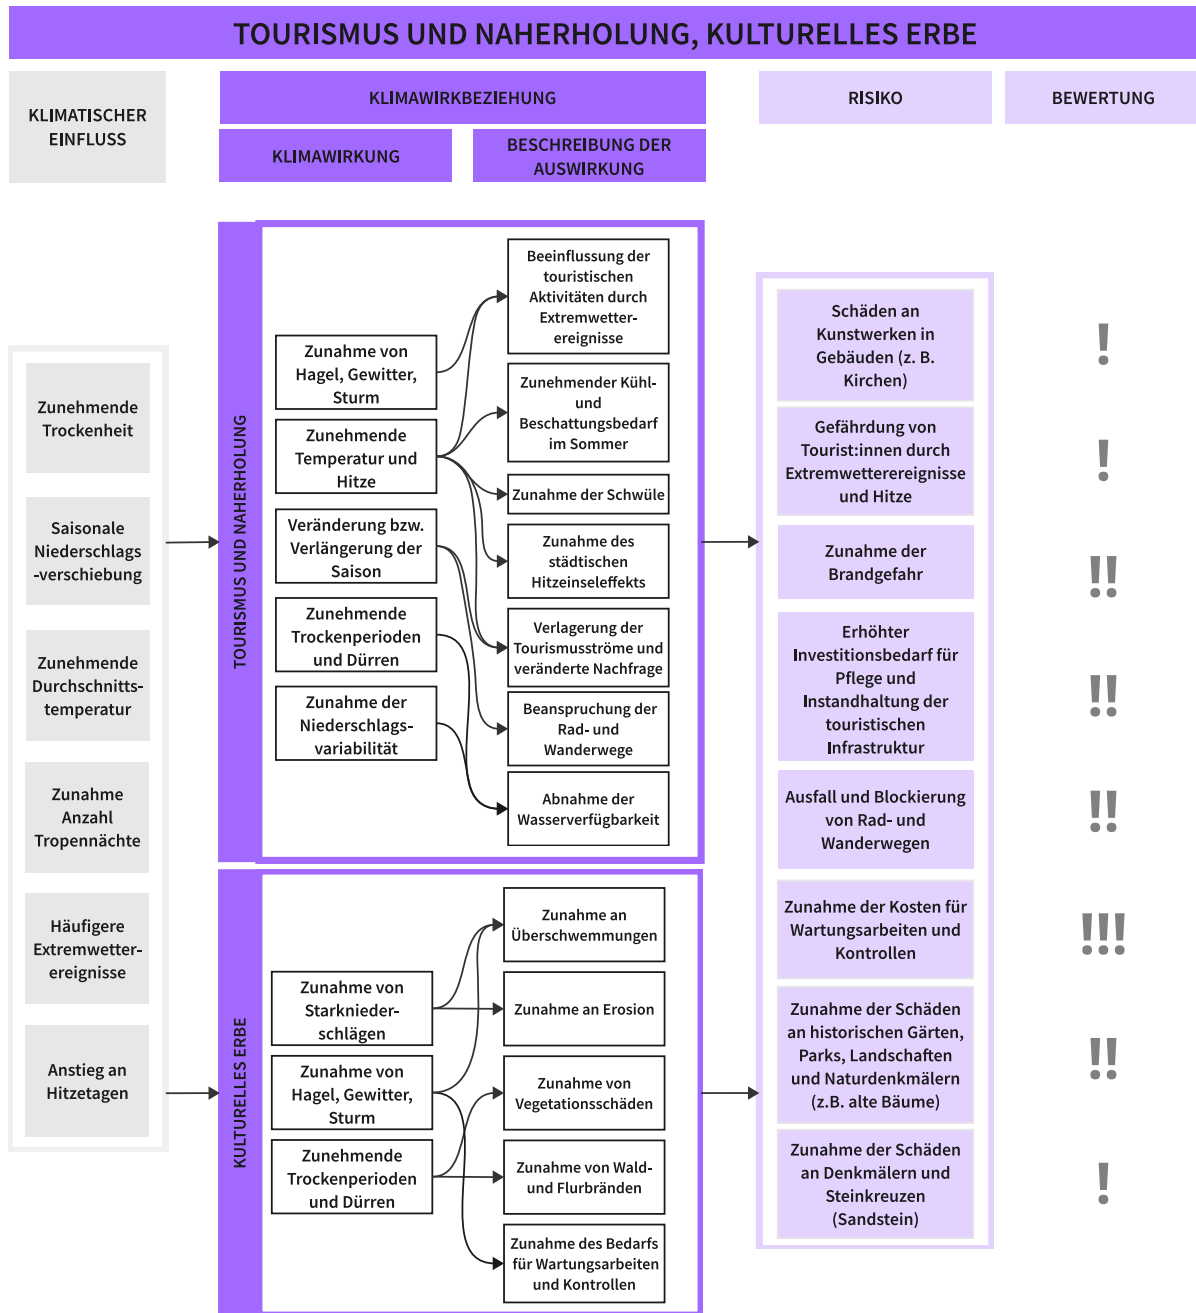 TOURISMUS UND NAHERHOLUNG, KULTURELLES ERBE
KLIMATISCHER
EINFLUSS
KLIMAWIRKBEZIEHUNG
RISIKO
BEWERTUNG
KLIMAWIRKUNG
BESCHREIBUNG DER
AUSWIRKUNG
Zunehmende
Trockenheit
Saisonale
Niederschlags
-verschiebung
Zunehmende
Durchschnitts-
temperatur
Zunahme
Anzahl
Tropennächte
Häufigere
Extremwetter-
ereignisse
Anstieg an
Hitzetagen
TOURISMUS UND NAHERHOLUNG
Zunahme von
Hagel, Gewitter,
Sturm
Zunehmende
Temperatur und
Hitze
Veränderung bzw.
Verlängerung der
Saison
Zunehmende
Trockenperioden
und Dürren
Zunahme der
Niederschlags-
variabilität
Beeinflussung der
touristischen
Aktivitäten durch
Extremwetter-
ereignisse
Zunehmender Kühl-
und
Beschattungsbedarf
im Sommer
Zunahme der Schwüle
Zunahme des
städtischen
Hitzeinseleffekts
Verlagerung der
Tourismusströme und
veränderte Nachfrage
Beanspruchung der
Rad- und
Wanderwege
Abnahme der
Wasserverfügbarkeit
KULTURELLES ERBE
Zunahme von
Starknieder-
schlägen
Zunahme von
Hagel, Gewitter,
Sturm
Zunehmende
Trockenperioden
und Dürren
Zunahme an
Überschwemmungen
Zunahme an Erosion
Zunahme von
Vegetationsschäden
Zunahme von Wald-
und Flurbränden
Zunahme des Bedarfs
für Wartungsarbeiten
und Kontrollen
Schäden an
Kunstwerken in
Gebäuden (z. B.
Kirchen)
!
Gefährdung von
Tourist:innen durch
Extremwetterereignisse
und Hitze
!
Zunahme der
Brandgefahr
!!
Erhöhter
Investitionsbedarf für
Pflege und
Instandhaltung der
touristischen
Infrastruktur
!!
Ausfall und Blockierung
von Rad- und
Wanderwegen
!!
Zunahme der Kosten für
Wartungsarbeiten und
Kontrollen
!!!
Zunahme der Schäden
an historischen Gärten,
Parks, Landschaften
und Naturdenkmälern
(z.B. alte Bäume)
!!
Zunahme der Schäden
an Denkmälern und
Steinkreuzen
(Sandstein)
!